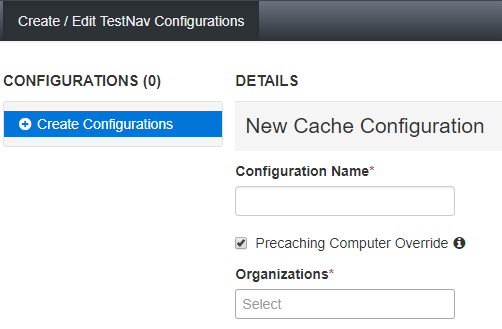 Create / Edit TestNav Configurations
CONFIGURATIONS (0)
Create Configurations
DETAILS
New Cache Configuration
Configuration Name*
Precaching Computer Override
Organizations*
Select